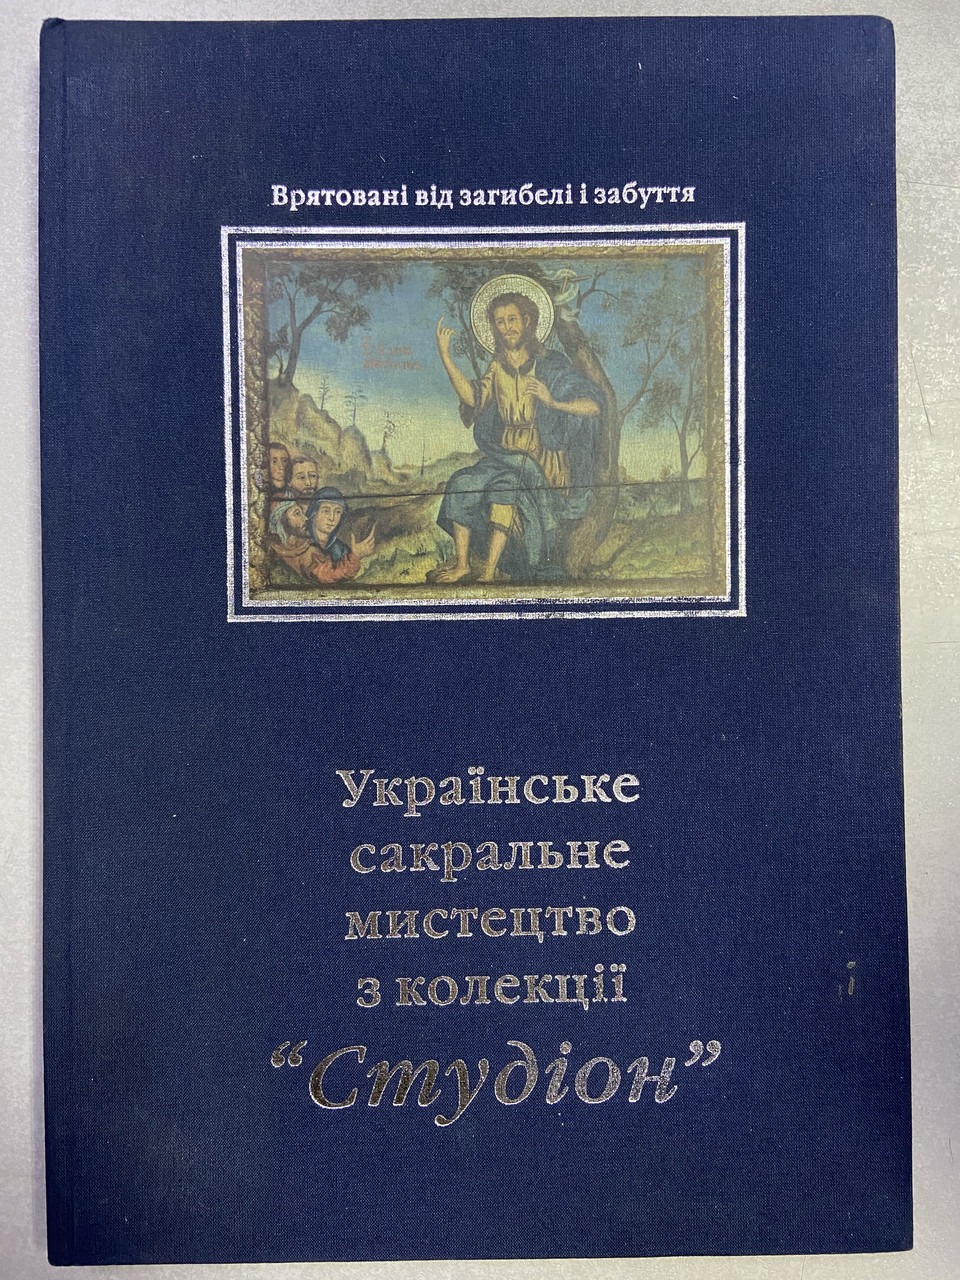 Врятовані від загибелі і забуття
Українське
сакральне
мистецтво
з колекції
“Студіон”